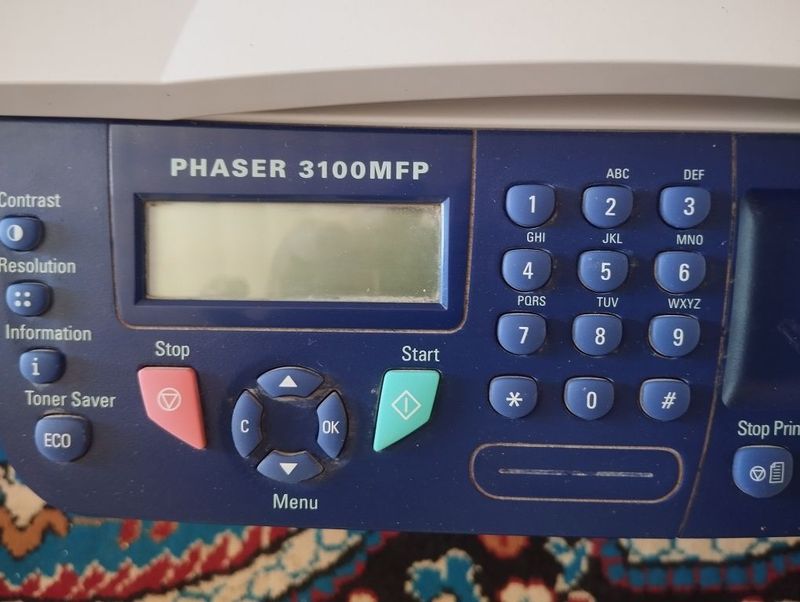 PHASER 3100MFP
Contrast
Resolution
Information
i
Toner Saver
ECO
Stop
Start
C
OK
Menu
ABC DEF
1 2 3
GHI JKL MNO
4 5 6
PQRS TUV WXYZ
7 8 9
* 0 #
Stop Prin